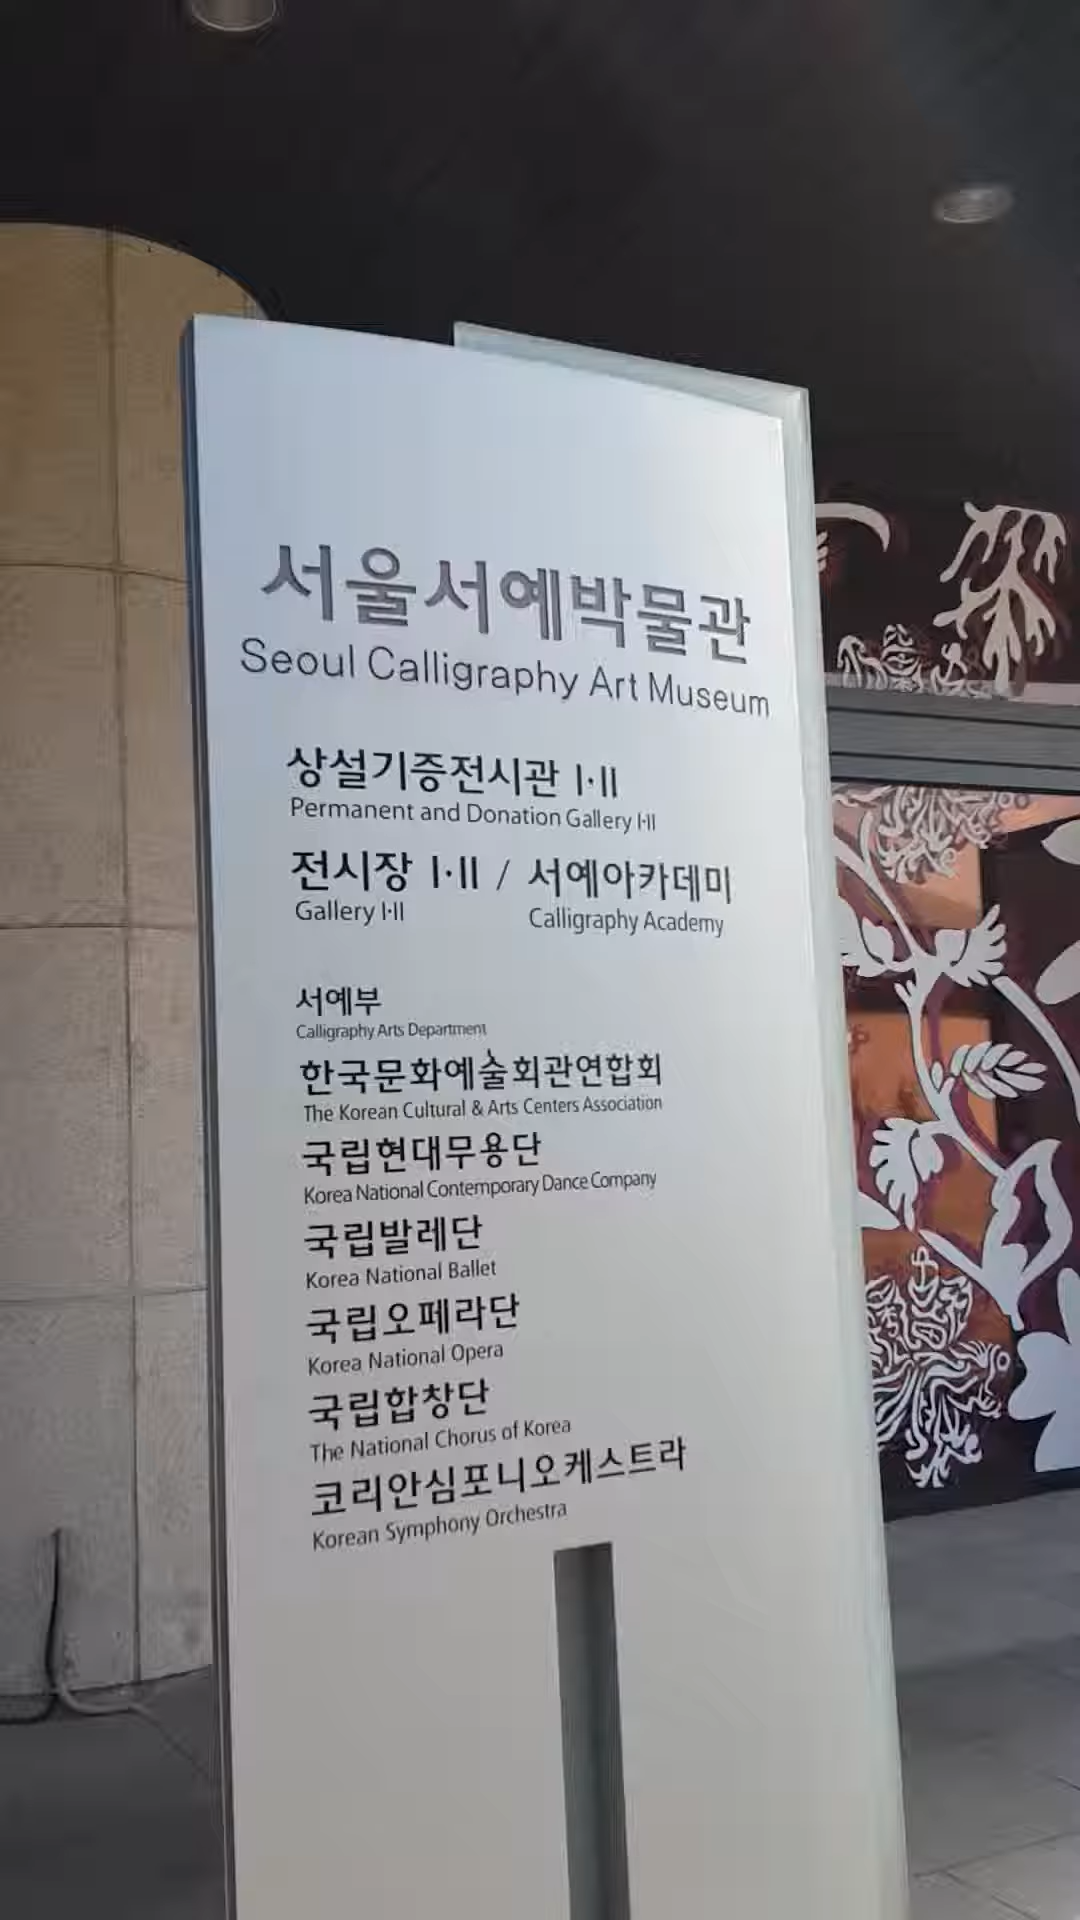 서울서예박물관
Seoul Calligraphy Art Museum
상설기증전시관 I·II
Permanent and Donation Gallery I·II
전시장 I·II / 서예아카데미
Gallery I·II Calligraphy Academy
서예부
Calligraphy Arts Department
한국문화예술회관연합회
The Korean Cultural & Arts Centers Association
국립현대무용단
Korea National Contemporary Dance Company
국립발레단
Korea National Ballet
국립오페라단
Korea National Opera
국립합창단
The National Chorus of Korea
코리안심포니오케스트라
Korean Symphony Orchestra